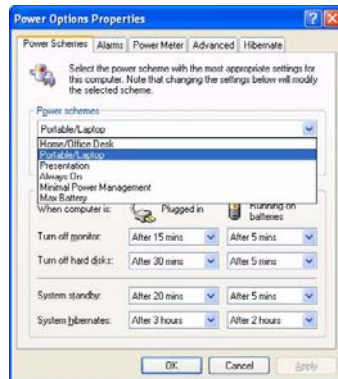 Power Options Properties
Power Schemes Alarms Power Meter Advanced Hibernate
Select the power scheme with the most appropriate settings for
this computer. Note that changing the settings below will modify
the selected scheme.
Power schemes
Portable/Laptop
Home/Office Desk
Portable/Laptop
Presentation
Always On
Minimal Power Management
Max Battery
When computer is: Plugged in Running on
batteries
Turn off monitor: After 15 mins After 5 mins
Turn off hard disks: After 30 mins After 5 mins
System standby: After 20 mins After 5 mins
System hibernates: After 3 hours After 2 hours
OK Cancel Apply